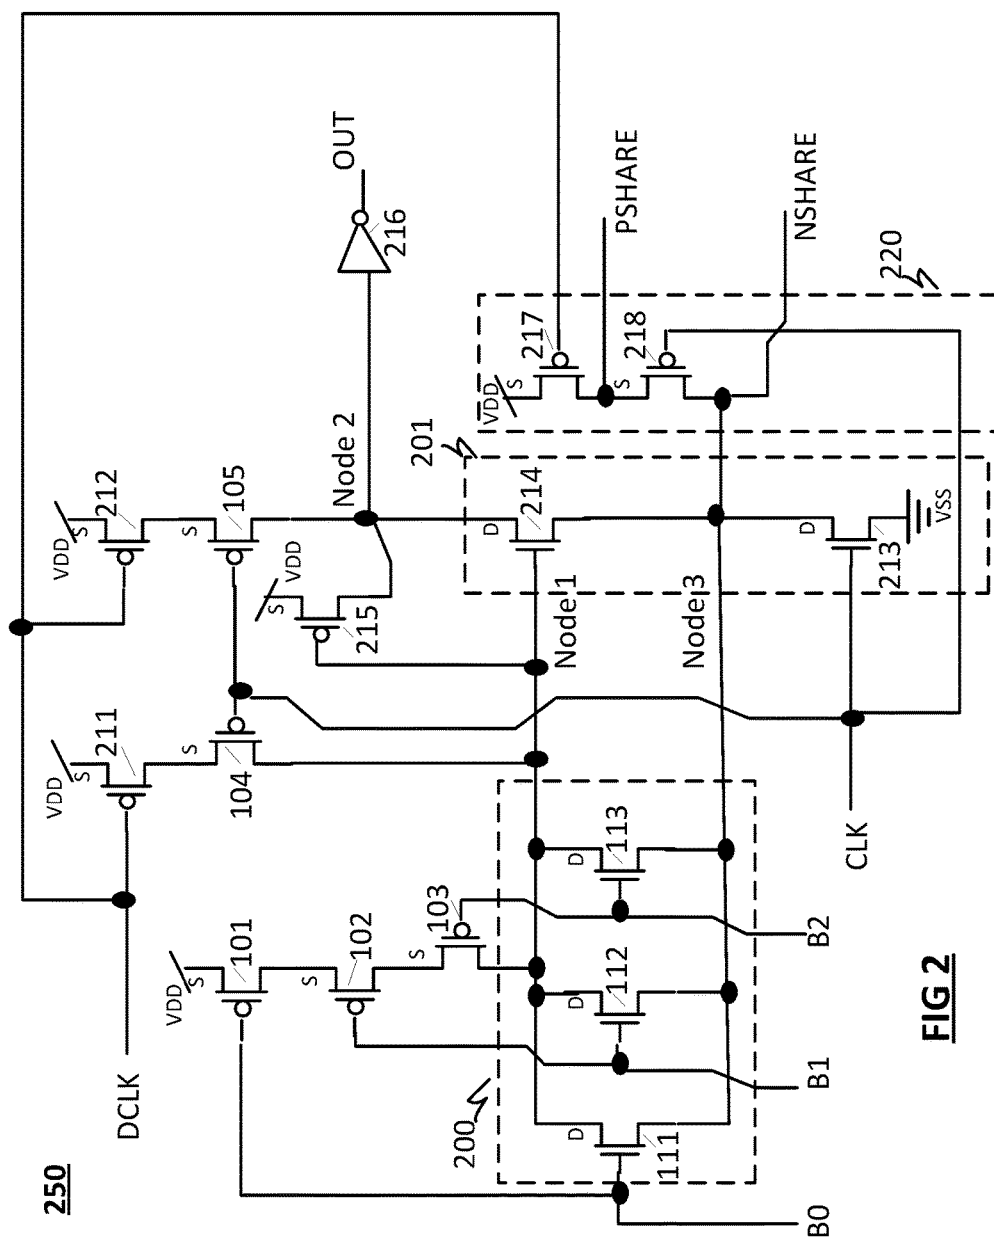 250
DCLK
VDD
S
211
S
104
VDD
S
212
S
105
VDD
S
215
Node 2
216
OUT
VDD
S
101
S
102
S
103
200
D
111
D
112
D
113
Node 1
Node 3
201
D
214
D
213
VSS
VDD
S
217
S
218
220
PSHARE
NSHARE
B0
B1
B2
CLK
FIG 2